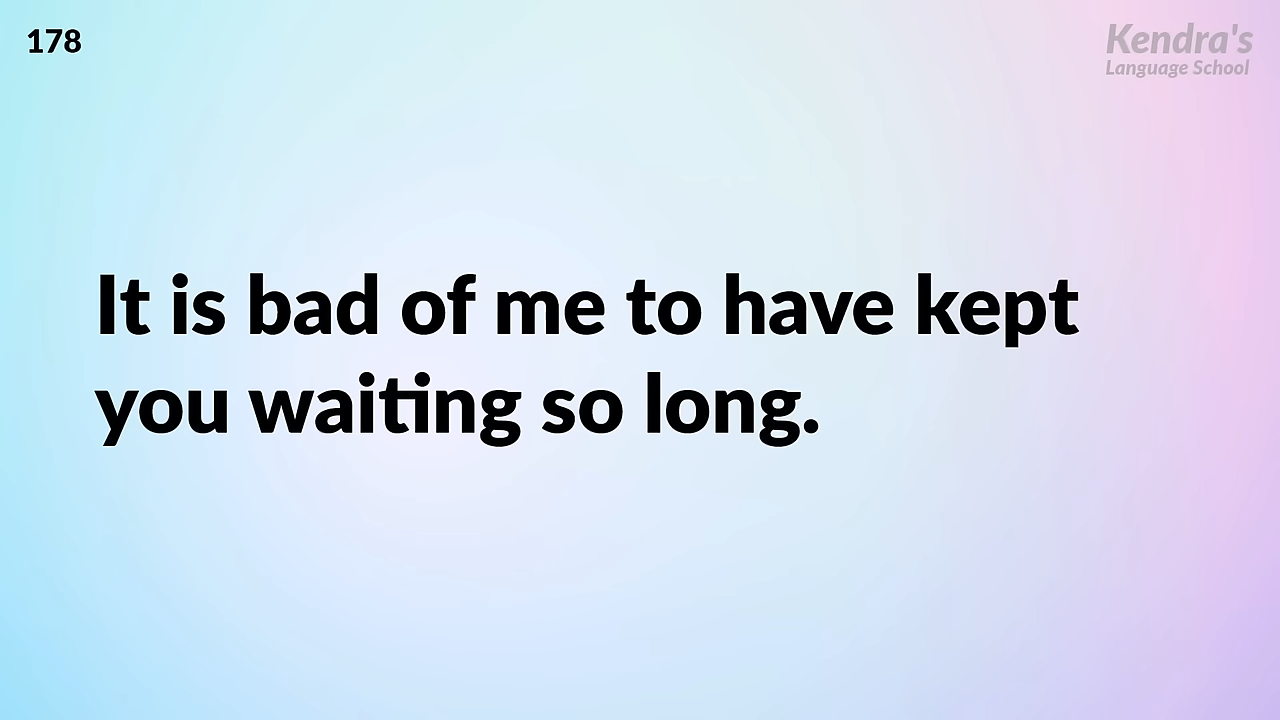 178
Kendra's
Language School
It is bad of me to have kept
you waiting so long.